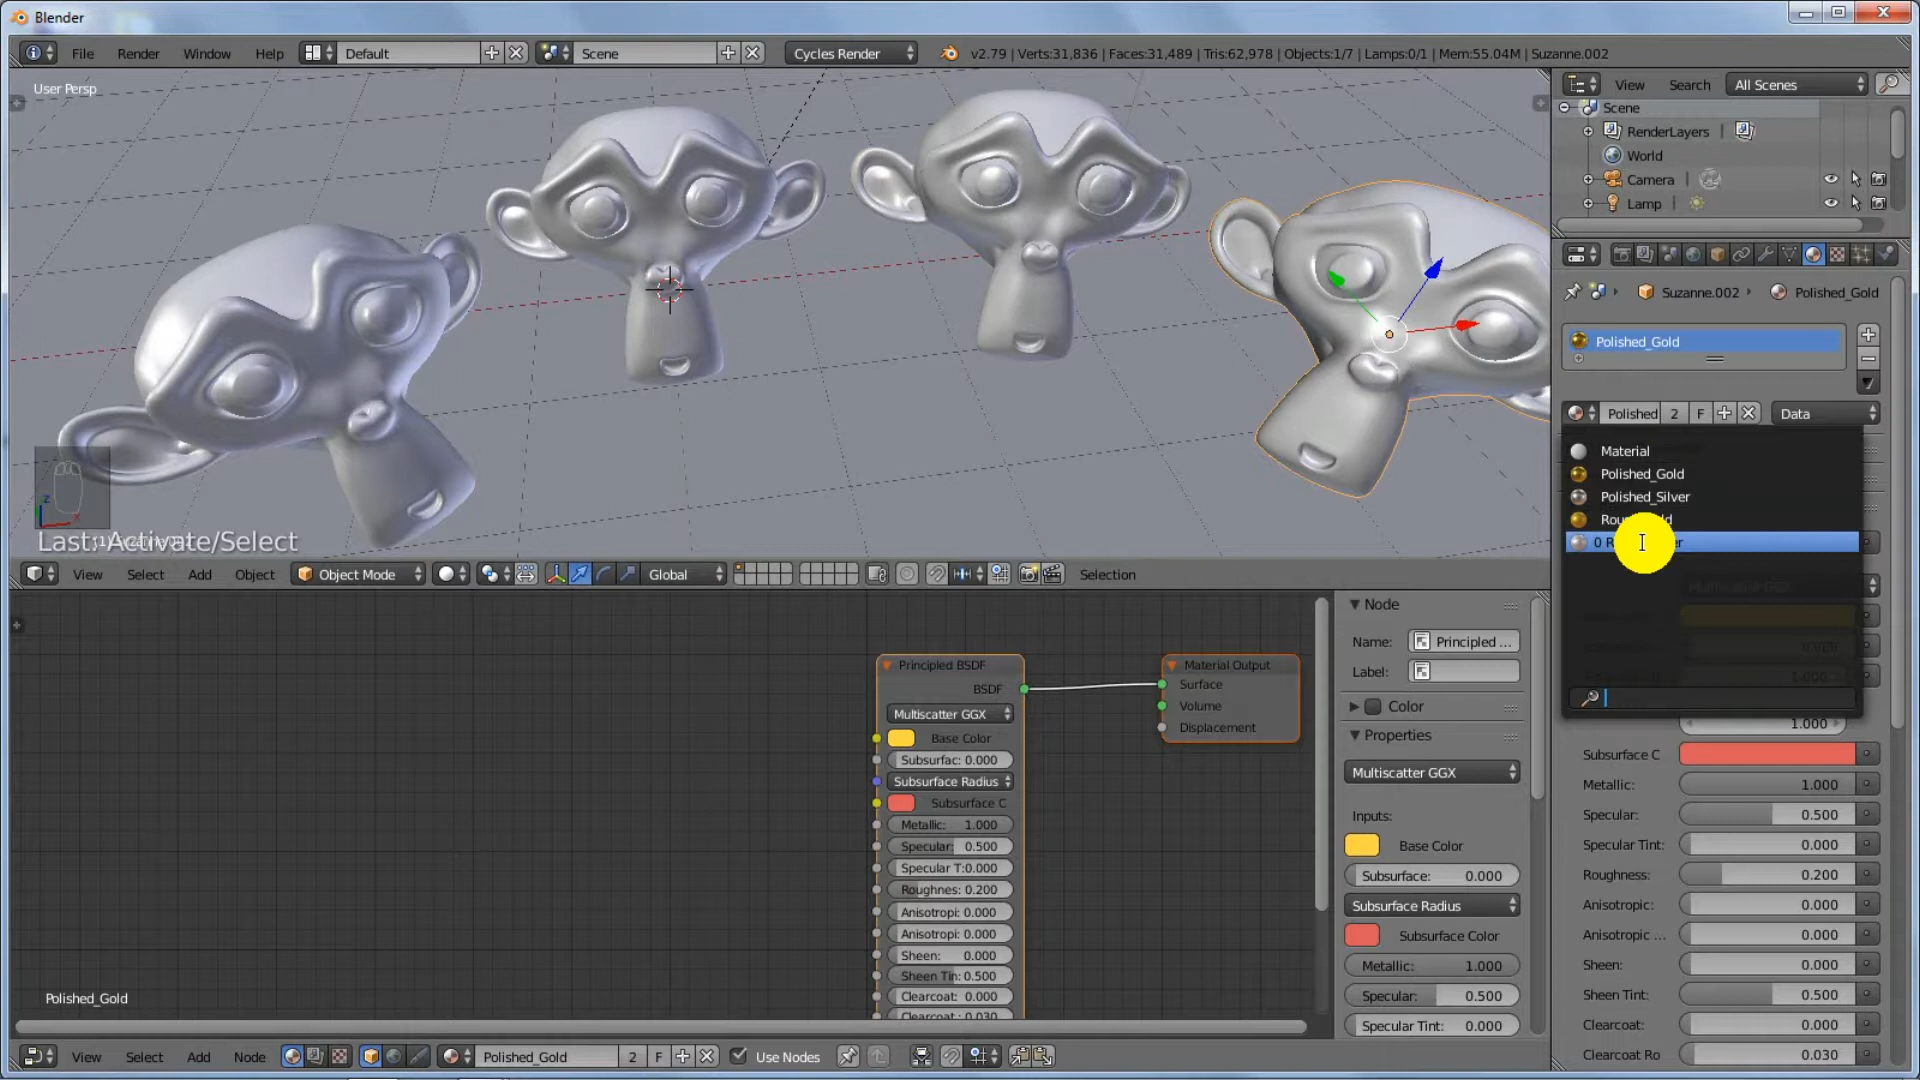 Blender
File Render Window Help Default Scene Cycles Render v2.79 | Verts:31,836 | Faces:31,489 | Tris:62,978 | Objects:1/7 | Lamps:0/1 | Mem:55.04M | Suzanne.002
User Persp
View Search All Scenes
Scene
RenderLayers |
World
Camera |
Lamp |
Suzanne.002 Polished_Gold
Polished_Gold
Polished 2 F Data
Material
Polished_Gold
Polished_Silver
0 R
Last: Activate/Select
View Select Add Object Object Mode Global Selection
Principled BSDF
BSDF
Multiscatter GGX
Base Color
Subsurfac: 0.000
Subsurface Radius
Subsurface C
Metallic: 1.000
Specular: 0.500
Specular T:0.000
Roughnes: 0.200
Anisotropi: 0.000
Anisotropi: 0.000
Sheen: 0.000
Sheen Tin: 0.500
Clearcoat: 0.000
Clearcoat: 0.030
Material Output
Surface
Volume
Displacement
Node
Name: Principled ...
Label:
Color
Properties
Multiscatter GGX
Inputs:
Base Color
Subsurface: 0.000
Subsurface Radius
Subsurface Color
Metallic: 1.000
Specular: 0.500
Specular Tint: 0.000
1.000
Subsurface C
Metallic: 1.000
Specular: 0.500
Specular Tint: 0.000
Roughness: 0.200
Anisotropic: 0.000
Anisotropic ... 0.000
Sheen: 0.000
Sheen Tint: 0.500
Clearcoat: 0.000
Clearcoat Ro 0.030
Polished_Gold
View Select Add Node Polished_Gold 2 F Use Nodes